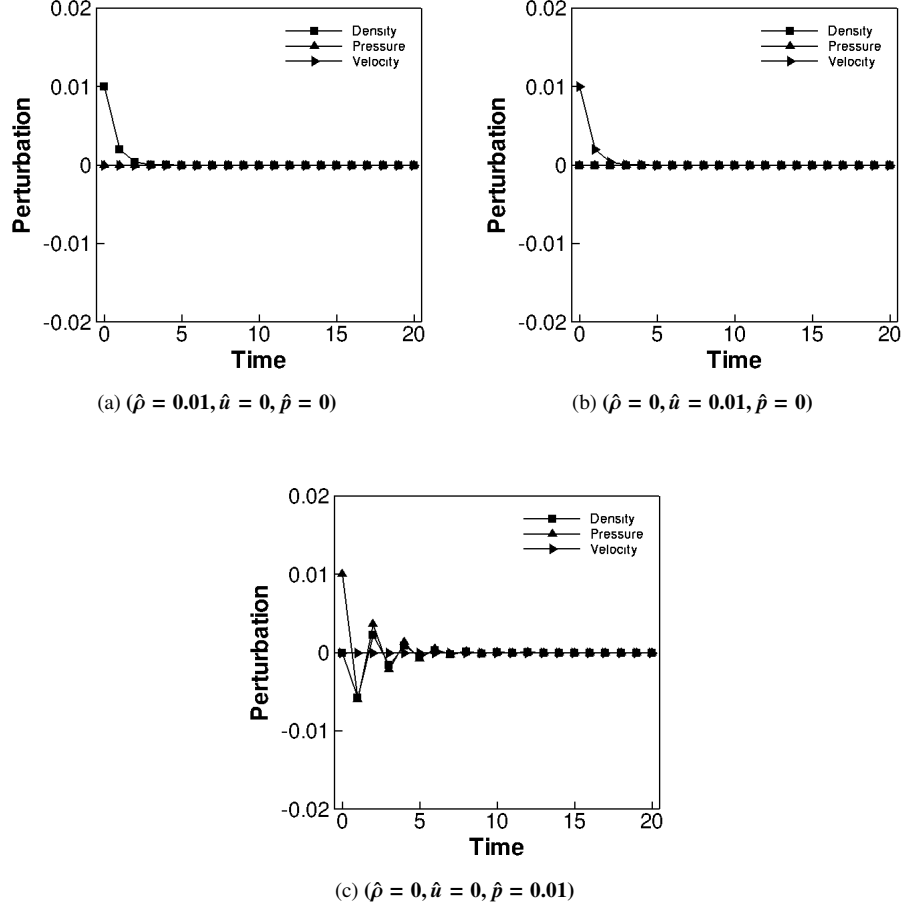 0.02
0.01
0
-0.01
-0.02
Perturbation
Density
Pressure
Velocity
0 5 10 15 20
Time
(a) (ρ̂ = 0.01, û = 0, p̂ = 0)
0.02
0.01
0
-0.01
-0.02
Perturbation
Density
Pressure
Velocity
0 5 10 15 20
Time
(b) (ρ̂ = 0, û = 0.01, p̂ = 0)
0.02
0.01
0
-0.01
-0.02
Perturbation
Density
Pressure
Velocity
0 5 10 15 20
Time
(c) (ρ̂ = 0, û = 0, p̂ = 0.01)